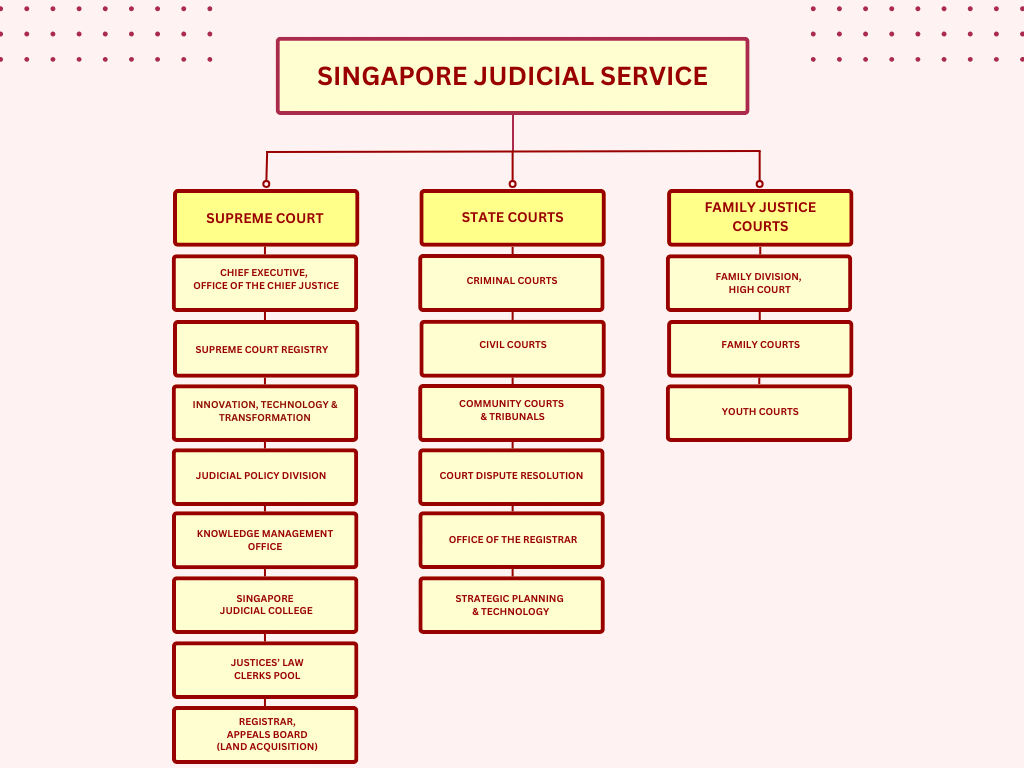 SINGAPORE JUDICIAL SERVICE
SUPREME COURT
CHIEF EXECUTIVE,
OFFICE OF THE CHIEF JUSTICE
SUPREME COURT REGISTRY
INNOVATION, TECHNOLOGY &
TRANSFORMATION
JUDICIAL POLICY DIVISION
KNOWLEDGE MANAGEMENT
OFFICE
SINGAPORE
JUDICIAL COLLEGE
JUSTICES' LAW
CLERKS POOL
REGISTRAR,
APPEALS BOARD
(LAND ACQUISITION)
STATE COURTS
CRIMINAL COURTS
CIVIL COURTS
COMMUNITY COURTS
& TRIBUNALS
COURT DISPUTE RESOLUTION
OFFICE OF THE REGISTRAR
STRATEGIC PLANNING
& TECHNOLOGY
FAMILY JUSTICE
COURTS
FAMILY DIVISION,
HIGH COURT
FAMILY COURTS
YOUTH COURTS